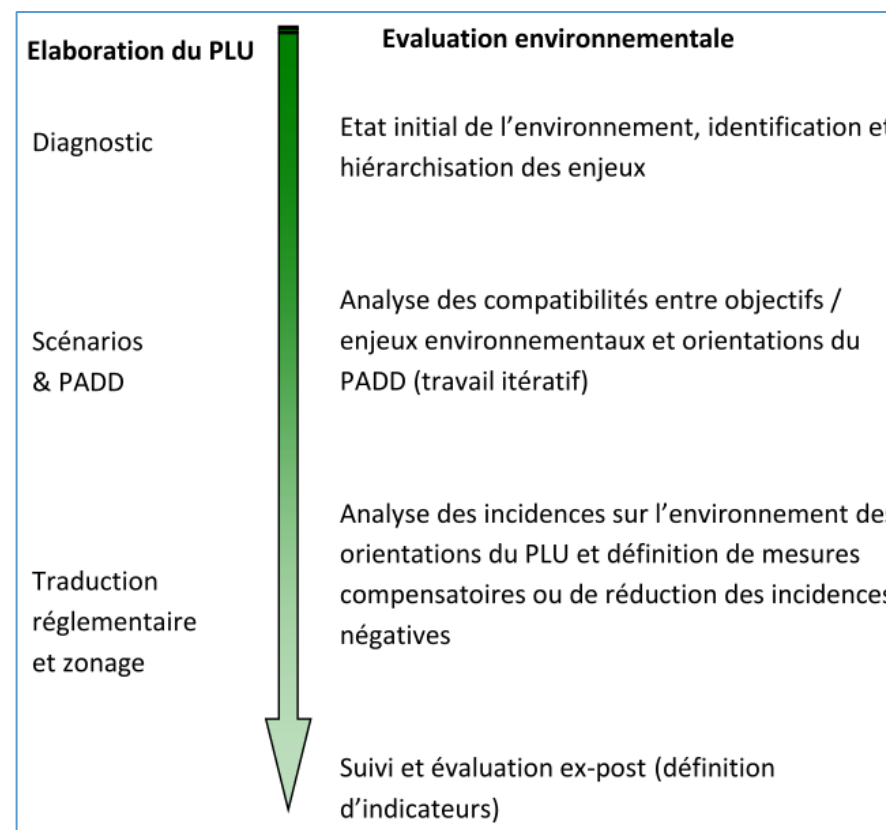 Elaboration du PLU
Evaluation environnementale
Diagnostic
Etat initial de l’environnement, identification et
hiérarchisation des enjeux
Scénarios
& PADD
Analyse des compatibilités entre objectifs /
enjeux environnementaux et orientations du
PADD (travail itératif)
Traduction
réglementaire
et zonage
Analyse des incidences sur l’environnement des
orientations du PLU et définition de mesures
compensatoires ou de réduction des incidences
négatives
Suivi et évaluation ex-post (définition
d’indicateurs)